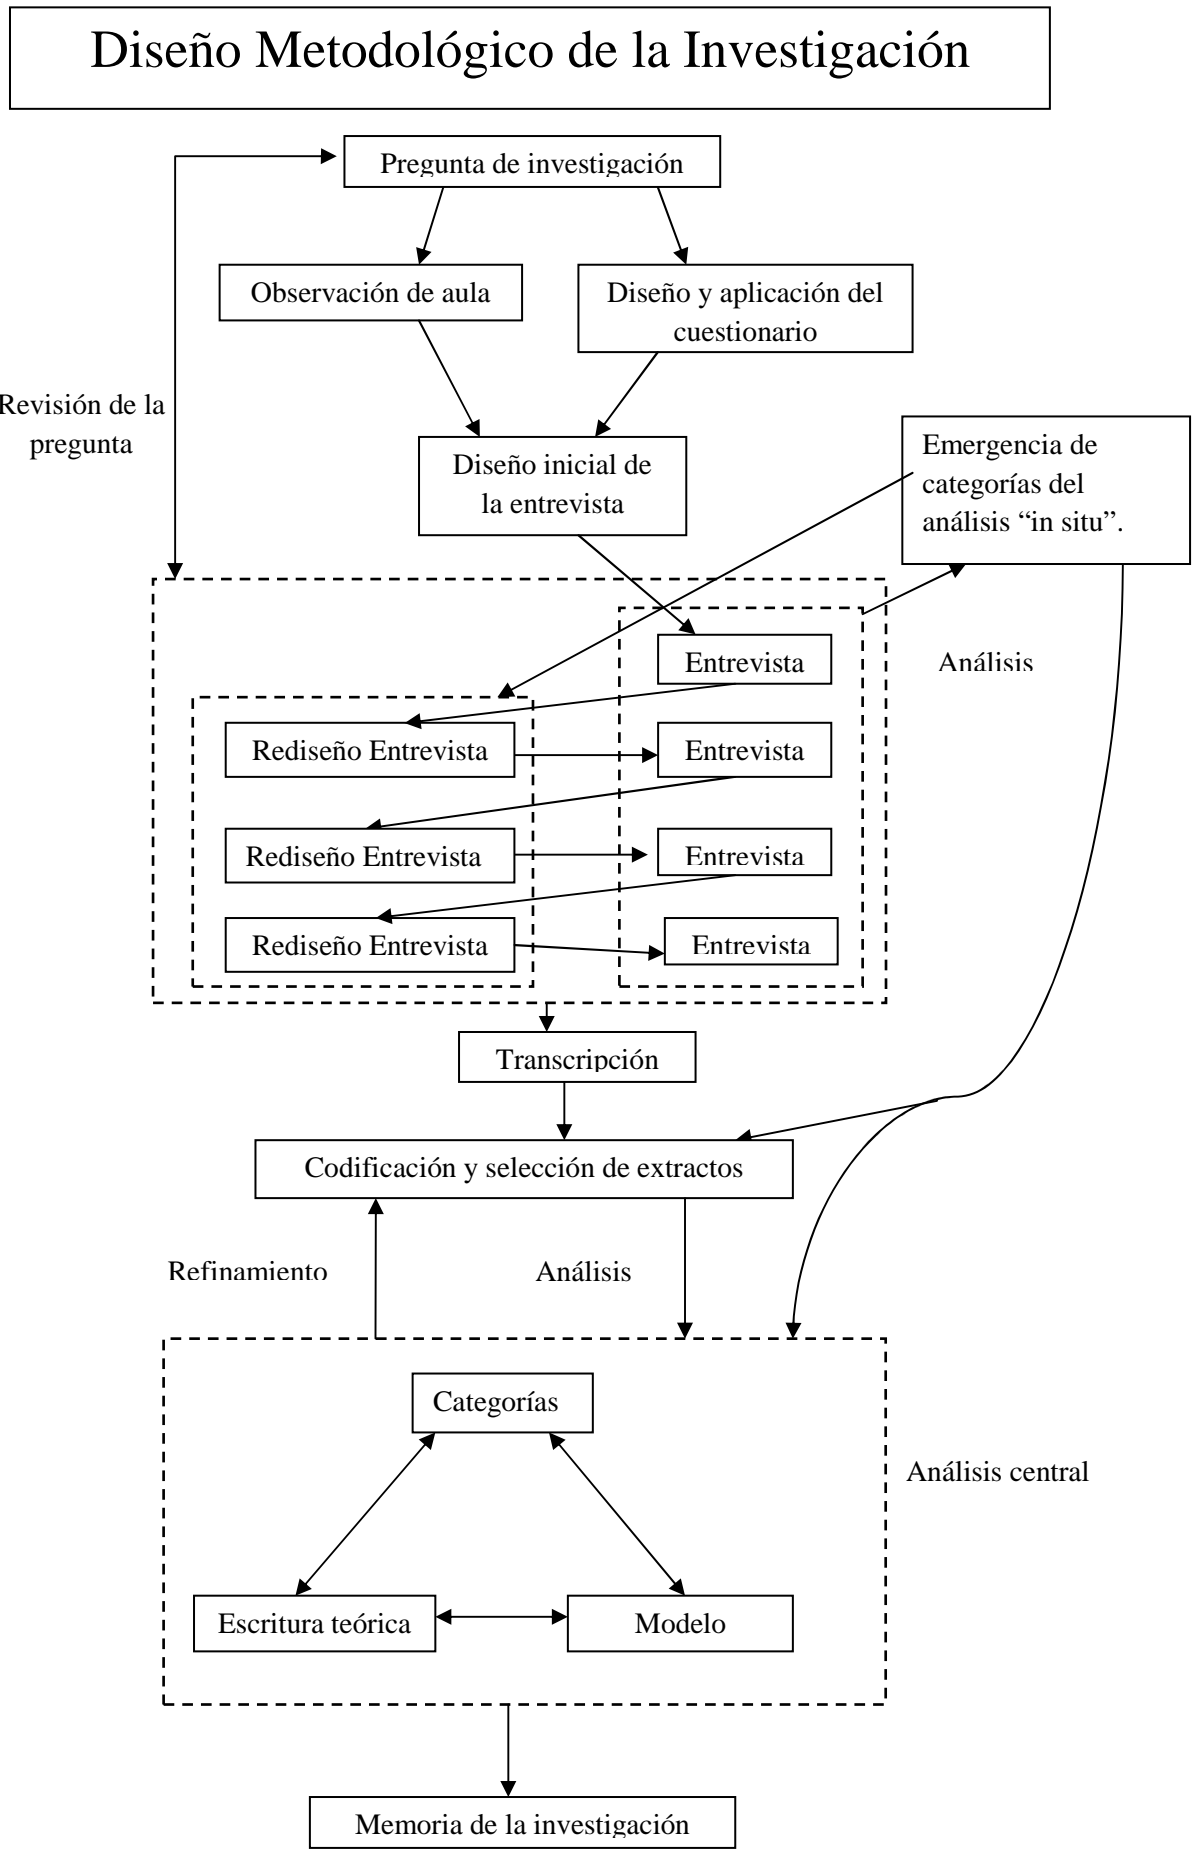 Diseño Metodológico de la Investigación
Pregunta de investigación
Observación de aula
Diseño y aplicación del
cuestionario
Revisión de la
pregunta
Diseño inicial de
la entrevista
Emergencia de
categorías del
análisis “in situ”.
Entrevista
Análisis
Rediseño Entrevista
Entrevista
Rediseño Entrevista
Entrevista
Rediseño Entrevista
Entrevista
Transcripción
Codificación y selección de extractos
Refinamiento
Análisis
Categorías
Análisis central
Escritura teórica
Modelo
Memoria de la investigación